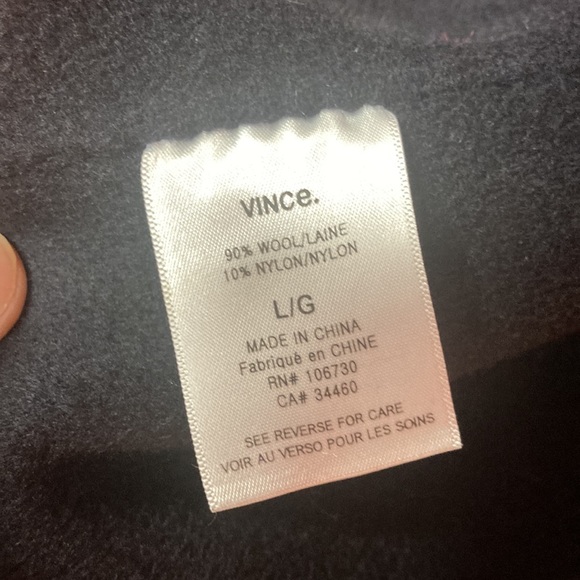 VINCe.
90% WOOL/LAINE
10% NYLON/NYLON
L/G
MADE IN CHINA
Fabriqué en CHINE
RN# 106730
CA# 34460
SEE REVERSE FOR CARE
VOIR AU VERSO POUR LES SOINS